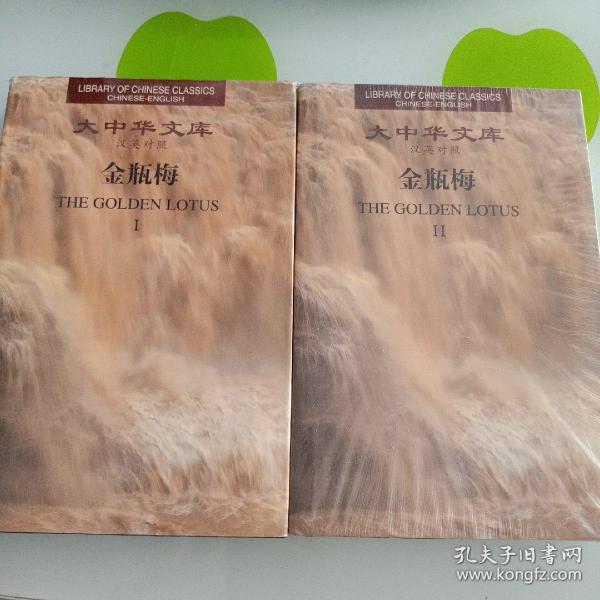 LIBRARY OF CHINESE CLASSICS
CHINESE-ENGLISH
大中华文库
汉英对照
金瓶梅
THE GOLDEN LOTUS
I
LIBRARY OF CHINESE CLASSICS
CHINESE-ENGLISH
大中华文库
汉英对照
金瓶梅
THE GOLDEN LOTUS
II
孔夫子旧书网
www.kongfz.com